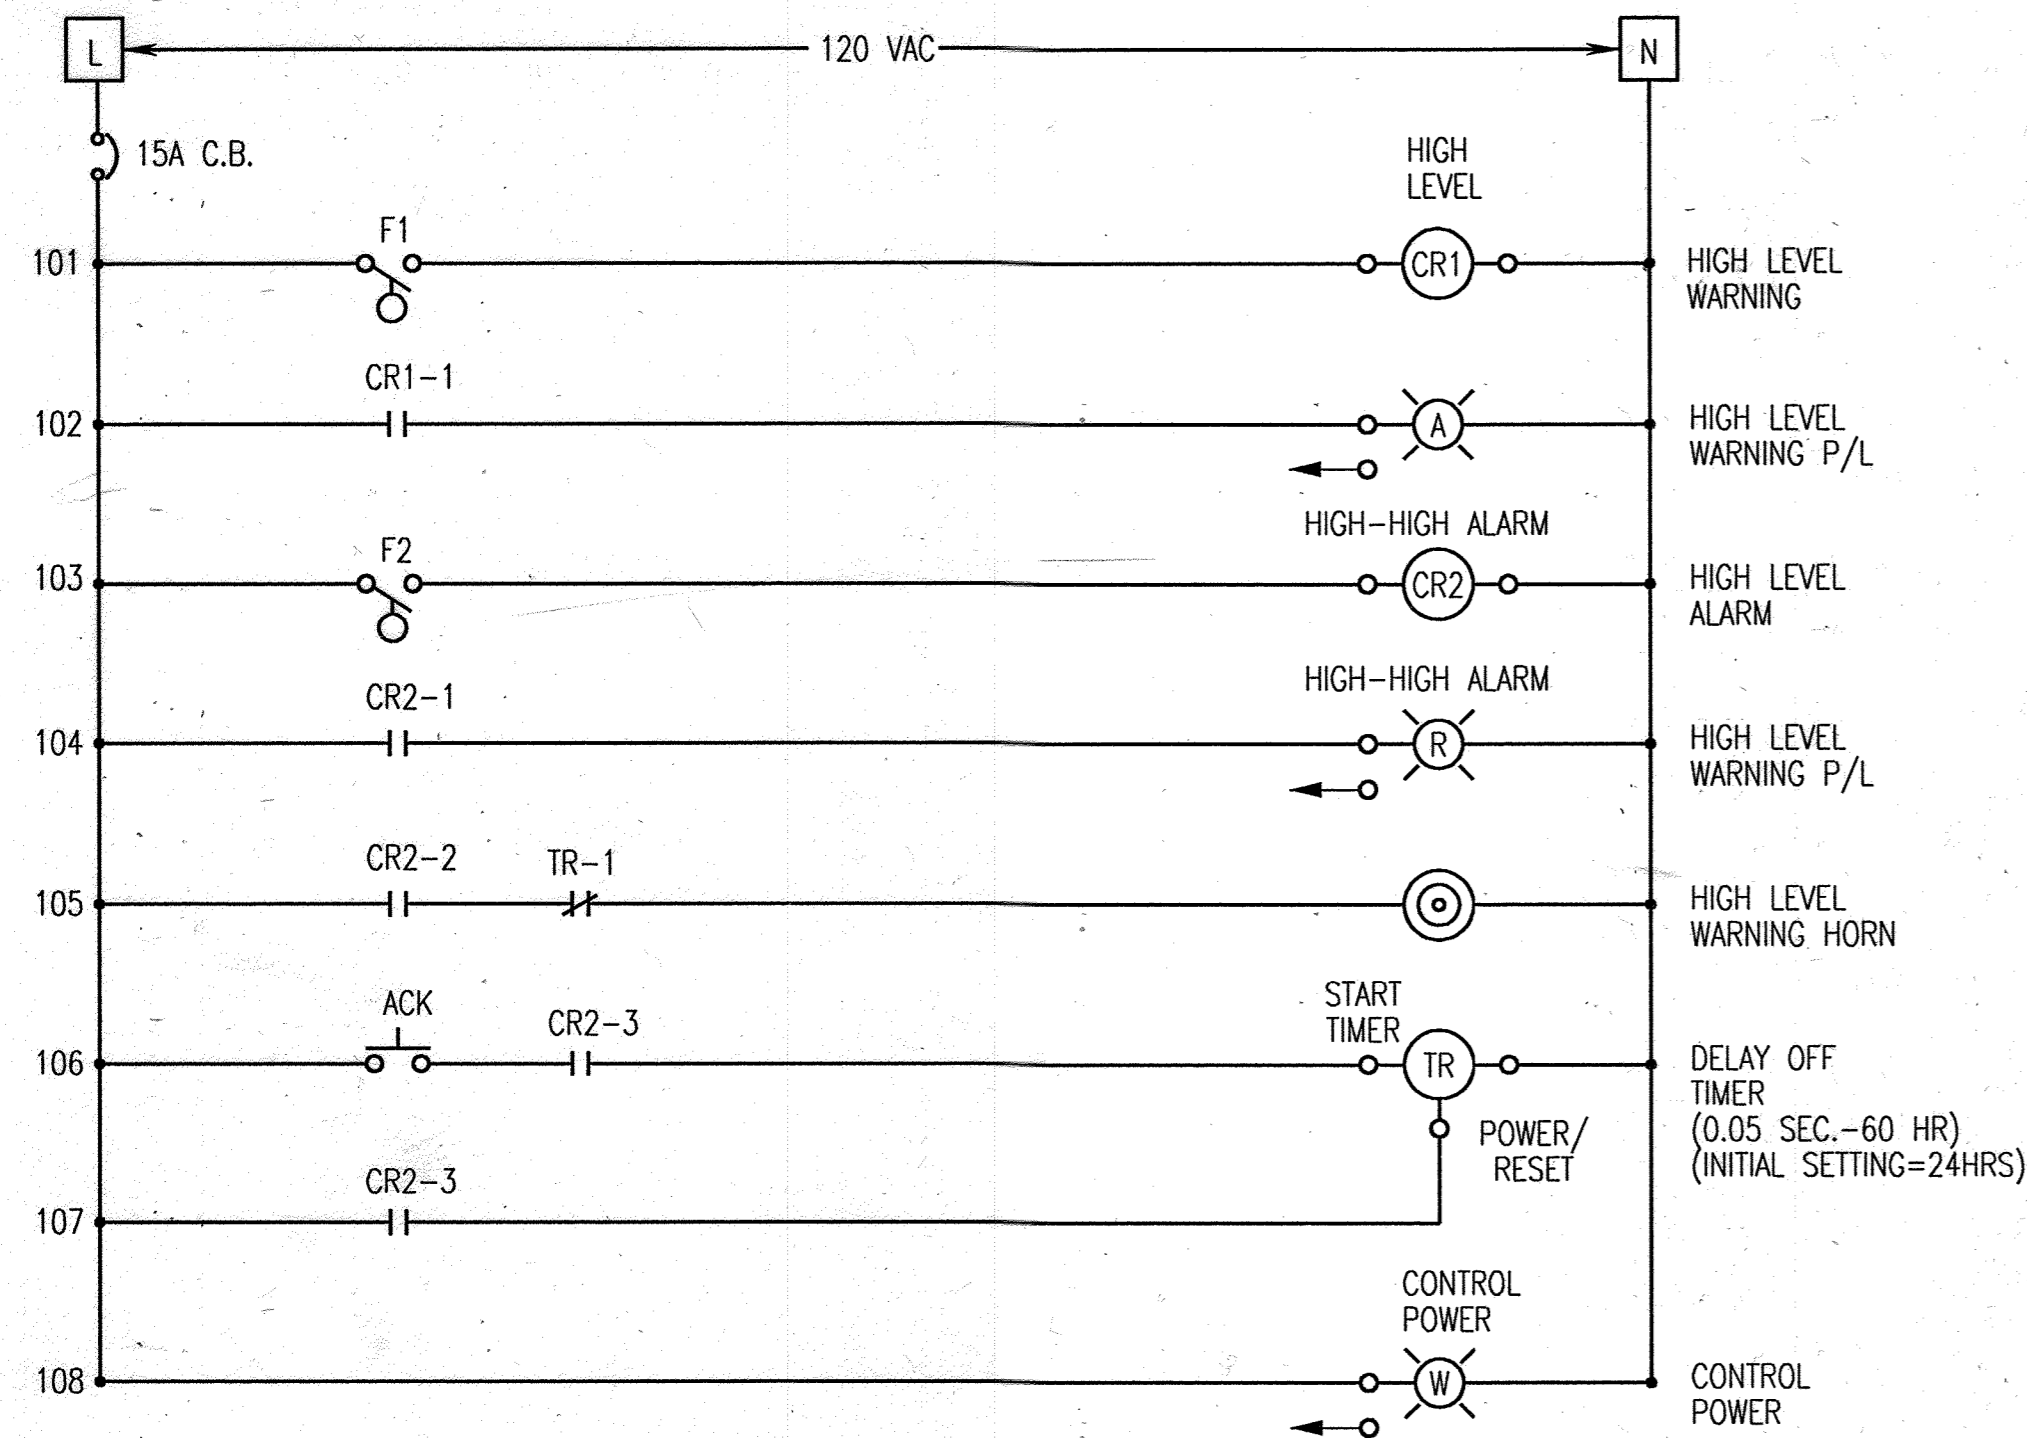 L
120 VAC
N
15A C.B.
HIGH
LEVEL
F1
101
CR1
HIGH LEVEL
WARNING
CR1-1
102
A
HIGH LEVEL
WARNING P/L
HIGH-HIGH ALARM
F2
103
CR2
HIGH LEVEL
ALARM
HIGH-HIGH ALARM
CR2-1
104
R
HIGH LEVEL
WARNING P/L
CR2-2
TR-1
105
HIGH LEVEL
WARNING HORN
ACK
CR2-3
START
TIMER
106
TR
DELAY OFF
TIMER
(0.05 SEC.-60 HR)
(INITIAL SETTING=24HRS)
POWER/
RESET
CR2-3
107
CONTROL
POWER
108
W
CONTROL
POWER